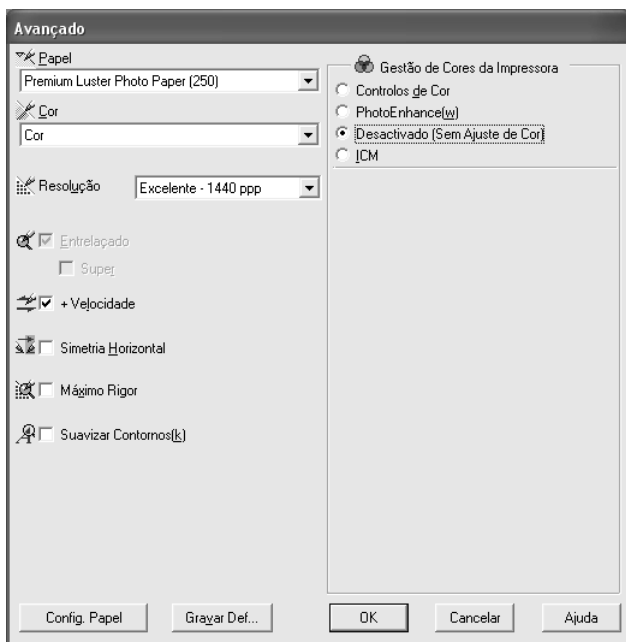 Avançado
Papel
Premium Luster Photo Paper (250)
Cor
Cor
Resolução Excelente - 1440 ppp
Entrelaçado
Super
+ Velocidade
Simetria Horizontal
Máximo Rigor
Suavizar Contornos(k)
Gestão de Cores da Impressora
Controlos de Cor
PhotoEnhance(w)
Desactivado (Sem Ajuste de Cor)
ICM
Config. Papel Gravar Def... OK Cancelar Ajuda